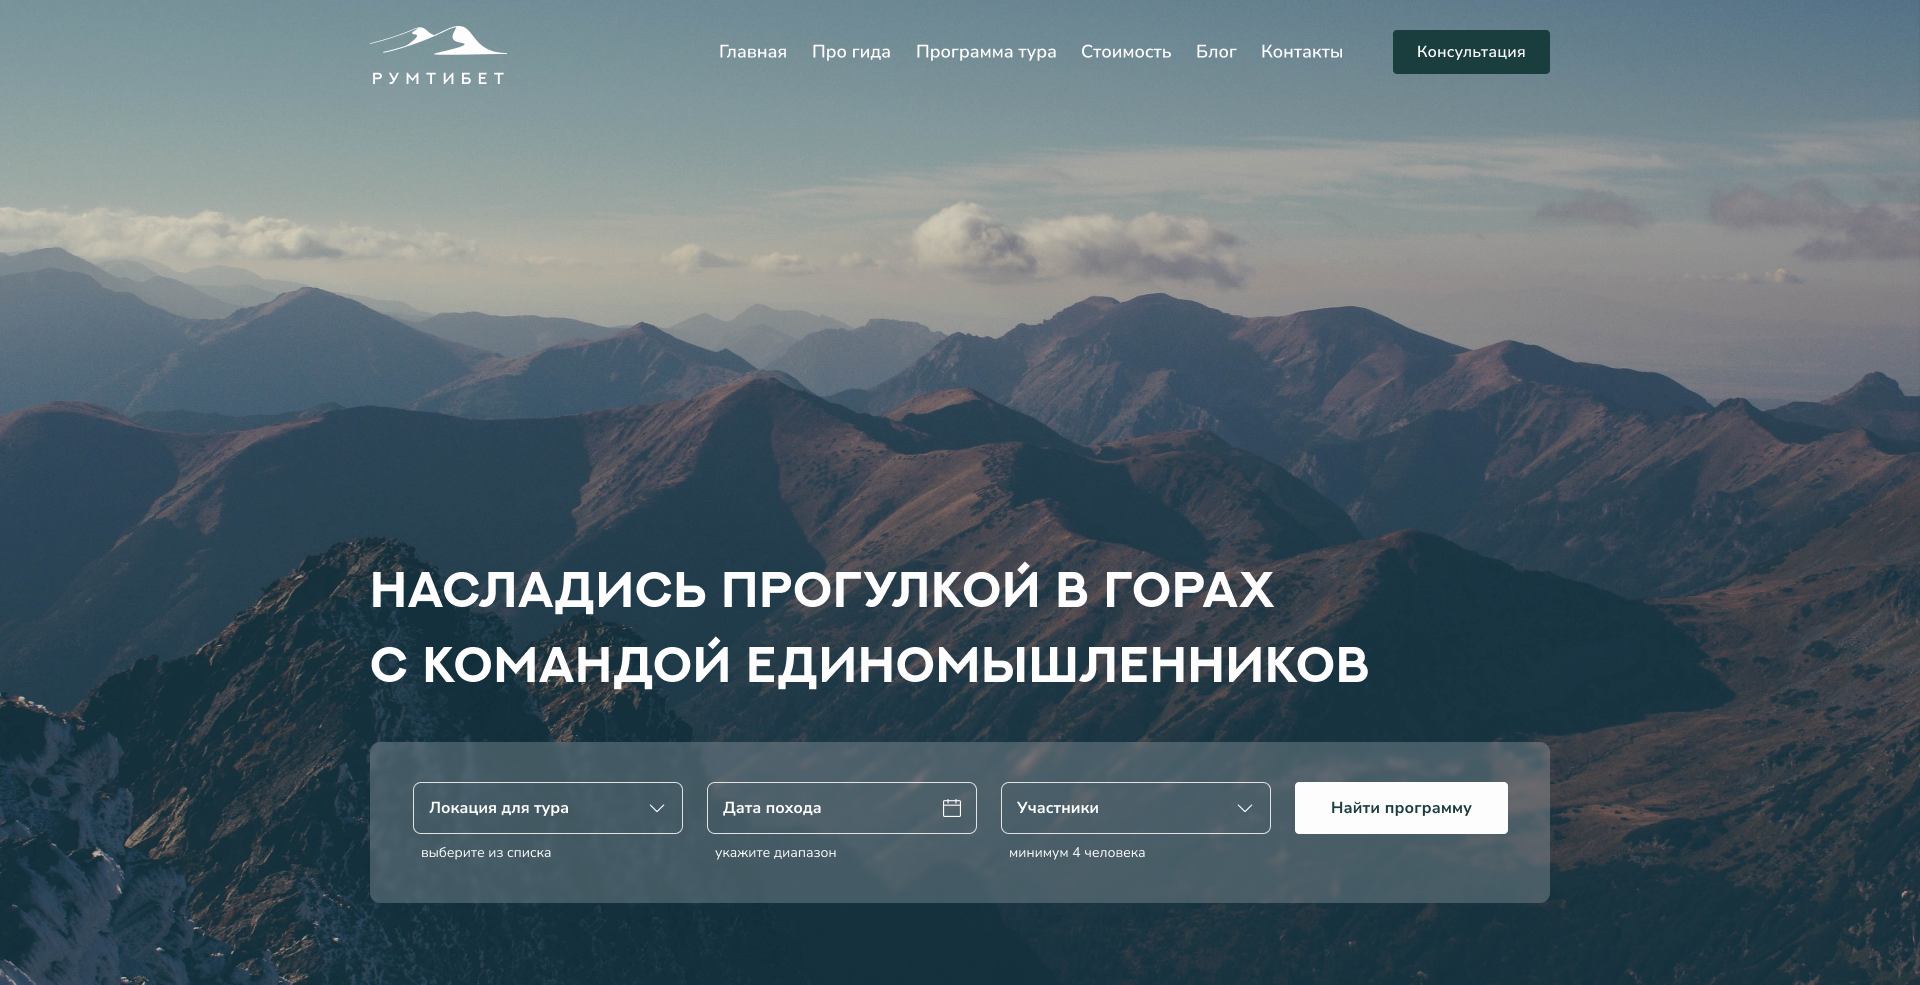 РУМТИБЕТ
Главная Про гида Программа тура Стоимость Блог Контакты Консультация
НАСЛАДИСЬ ПРОГУЛКОЙ В ГОРАХ
С КОМАНДОЙ ЕДИНОМЫШЛЕННИКОВ
Локация для тура Дата похода Участники Найти программу
выберите из списка укажите диапазон минимум 4 человека